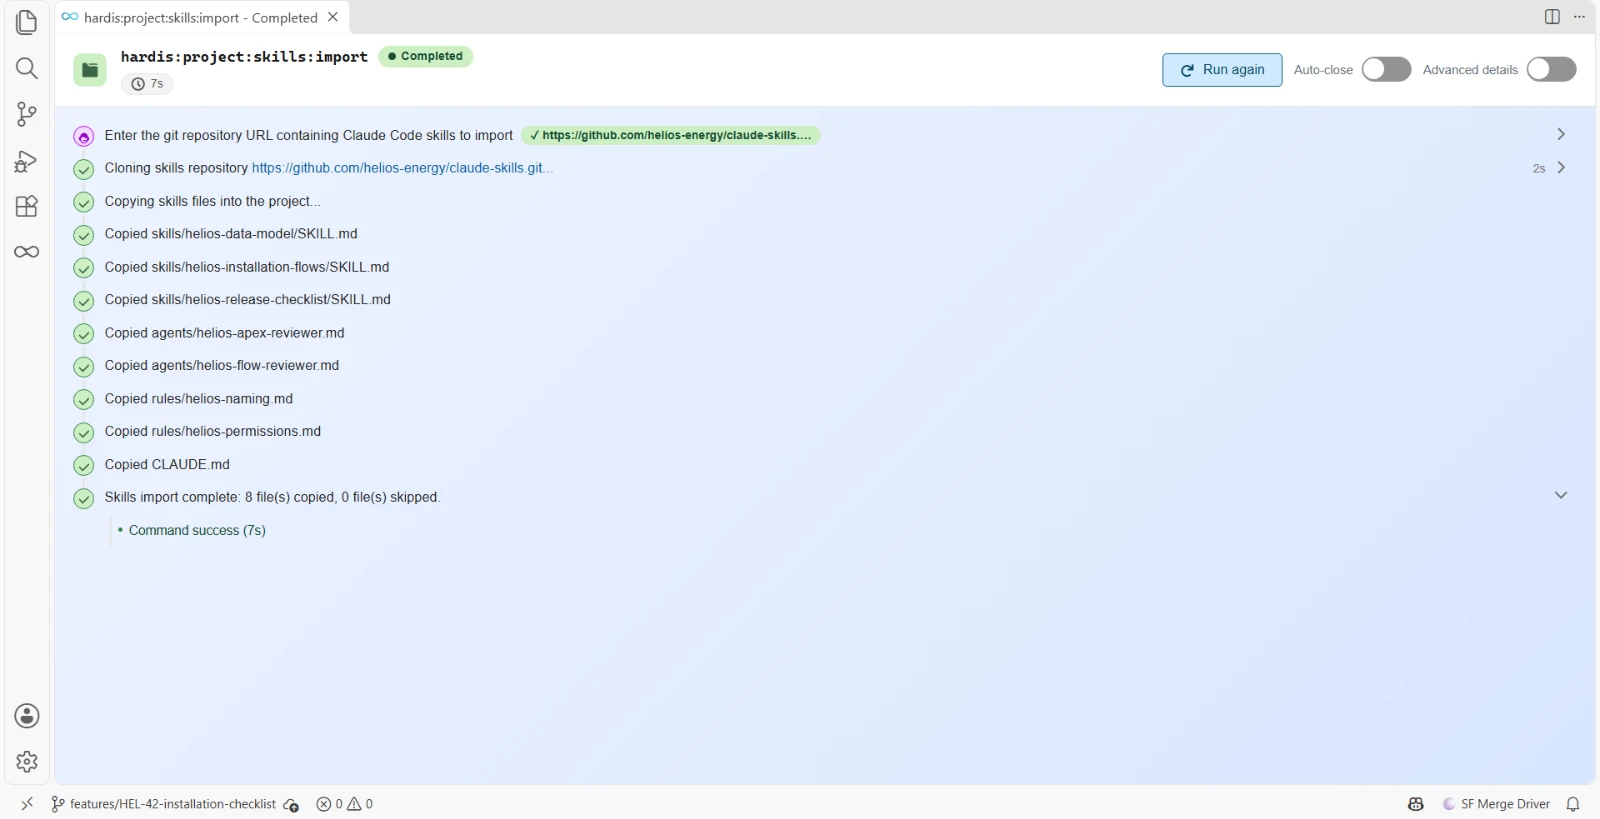 hardis:project:skills:import - Completed
hardis:project:skills:import
Completed
7s
Run again
Auto-close
Advanced details
Enter the git repository URL containing Claude Code skills to import
✓ https://github.com/helios-energy/claude-skills....
Cloning skills repository https://github.com/helios-energy/claude-skills.git...
2s
Copying skills files into the project...
Copied skills/helios-data-model/SKILL.md
Copied skills/helios-installation-flows/SKILL.md
Copied skills/helios-release-checklist/SKILL.md
Copied agents/helios-apex-reviewer.md
Copied agents/helios-flow-reviewer.md
Copied rules/helios-naming.md
Copied rules/helios-permissions.md
Copied CLAUDE.md
Skills import complete: 8 file(s) copied, 0 file(s) skipped.
• Command success (7s)
features/HEL-42-installation-checklist
0
0
SF Merge Driver